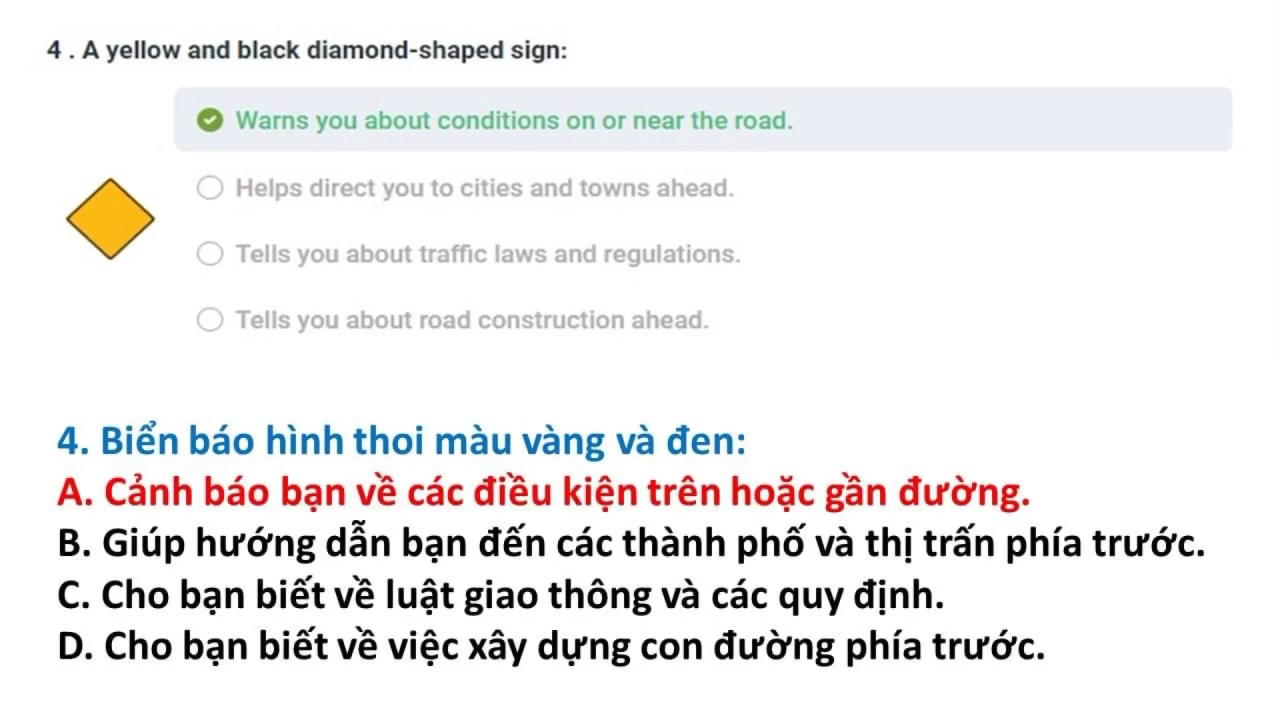 4 . A yellow and black diamond-shaped sign:
Warns you about conditions on or near the road.
Helps direct you to cities and towns ahead.
Tells you about traffic laws and regulations.
Tells you about road construction ahead.
4. Biển báo hình thoi màu vàng và đen:
A. Cảnh báo bạn về các điều kiện trên hoặc gần đường.
B. Giúp hướng dẫn bạn đến các thành phố và thị trấn phía trước.
C. Cho bạn biết về luật giao thông và các quy định.
D. Cho bạn biết về việc xây dựng con đường phía trước.